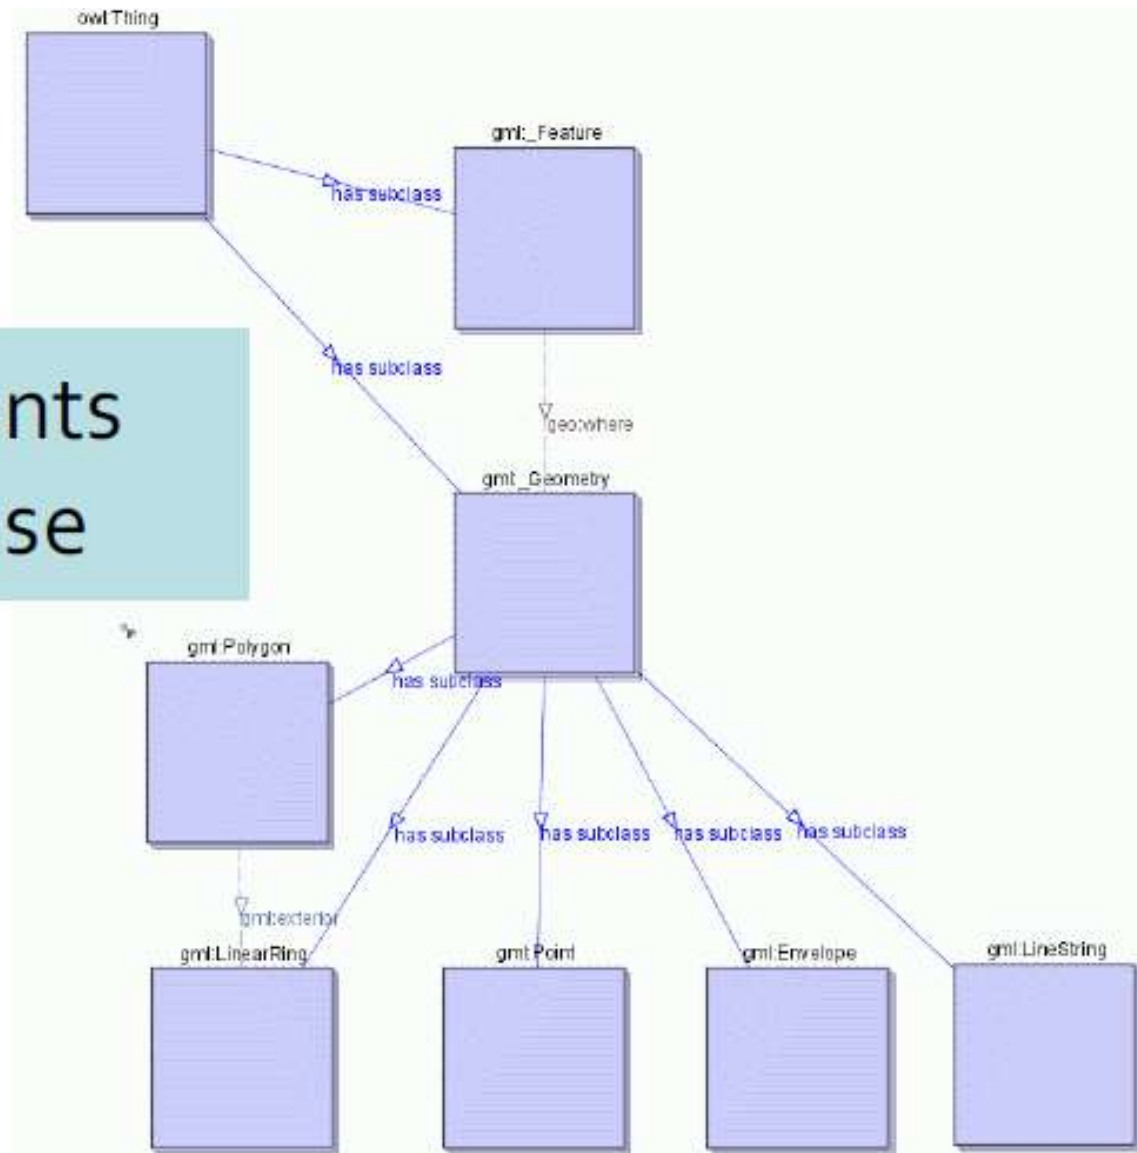 owl:Thing
gml:_Feature
has subclass
has subclass
nts
se
geo:where
gml:_Geometry
gml:Polygon
has subclass
has subclass
has subclass
has subclass
has subclass
gml:exterior
gml:LinearRing
gml:Point
gml:Envelope
gml:LineString